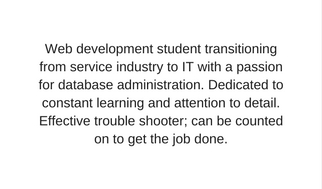 Web development student transitioning
from service industry to IT with a passion
for database administration. Dedicated to
constant learning and attention to detail.
Effective trouble shooter; can be counted
on to get the job done.